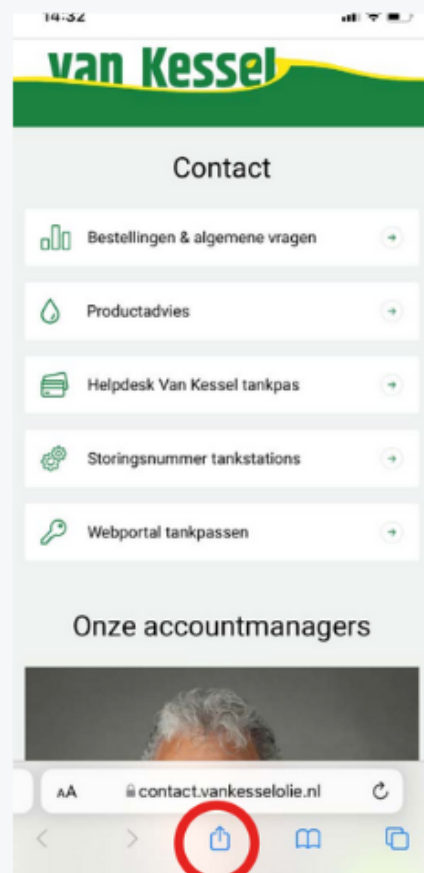 14:32
van Kessel
Contact
Bestellingen & algemene vragen
Productadvies
Helpdesk Van Kessel tankpas
Storingsnummer tankstations
Webportal tankpassen
Onze accountmanagers
AA contact.vankesselolie.nl